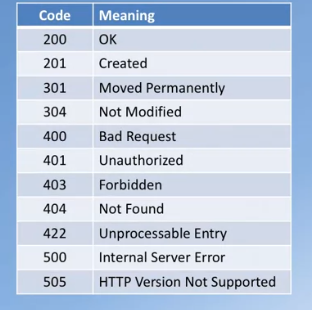 Code Meaning
200 OK
201 Created
301 Moved Permanently
304 Not Modified
400 Bad Request
401 Unauthorized
403 Forbidden
404 Not Found
422 Unprocessable Entry
500 Internal Server Error
505 HTTP Version Not Supported